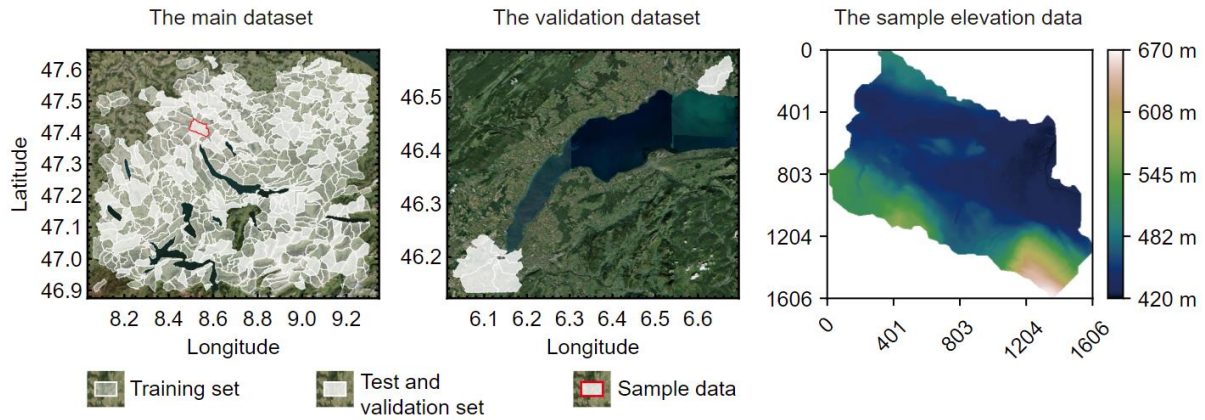 The main dataset
The validation dataset
The sample elevation data
47.6
47.5
47.4
47.3
47.2
47.1
47.0
46.9
Latitude
8.2 8.4 8.6 8.8 9.0 9.2
Longitude
46.5
46.4
46.3
46.2
6.1 6.2 6.3 6.4 6.5 6.6
Longitude
0
401
803
1204
1606
0 401 803 1204 1606
670 m
608 m
545 m
482 m
420 m
Training set
Test and
validation set
Sample data